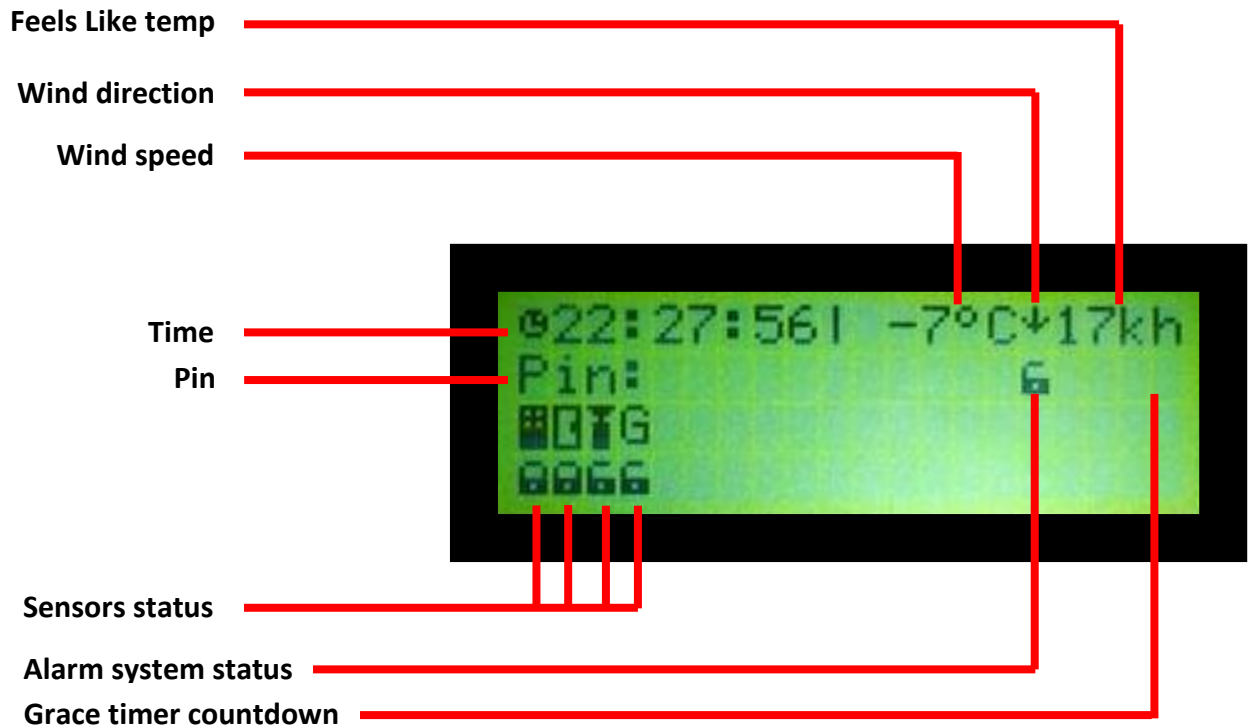 Feels Like temp
Wind direction
Wind speed
Time
22:27:56| -7°C↓17kh
Pin
Pin:
G
Sensors status
Alarm system status
Grace timer countdown